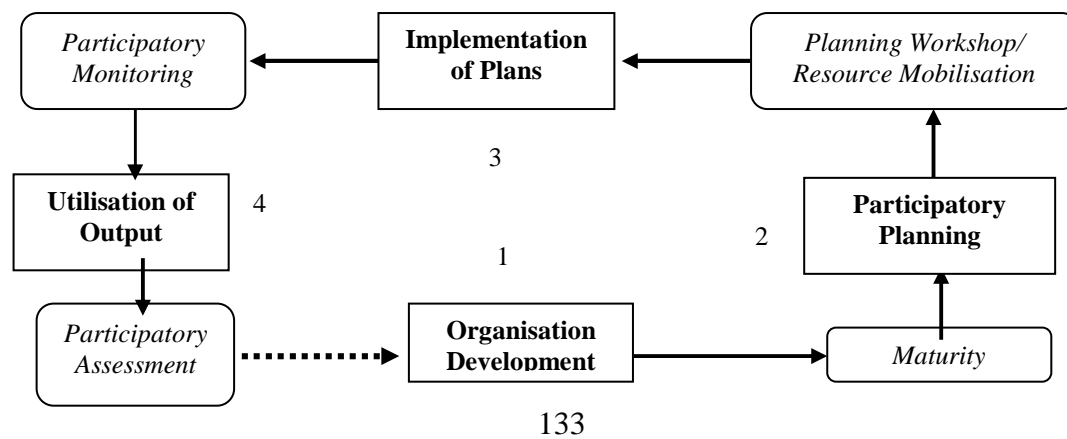 Participatory
Monitoring
Implementation
of Plans
Planning Workshop/
Resource Mobilisation
3
Utilisation of
Output
4
2
Participatory
Planning
1
Participatory
Assessment
Organisation
Development
Maturity
133